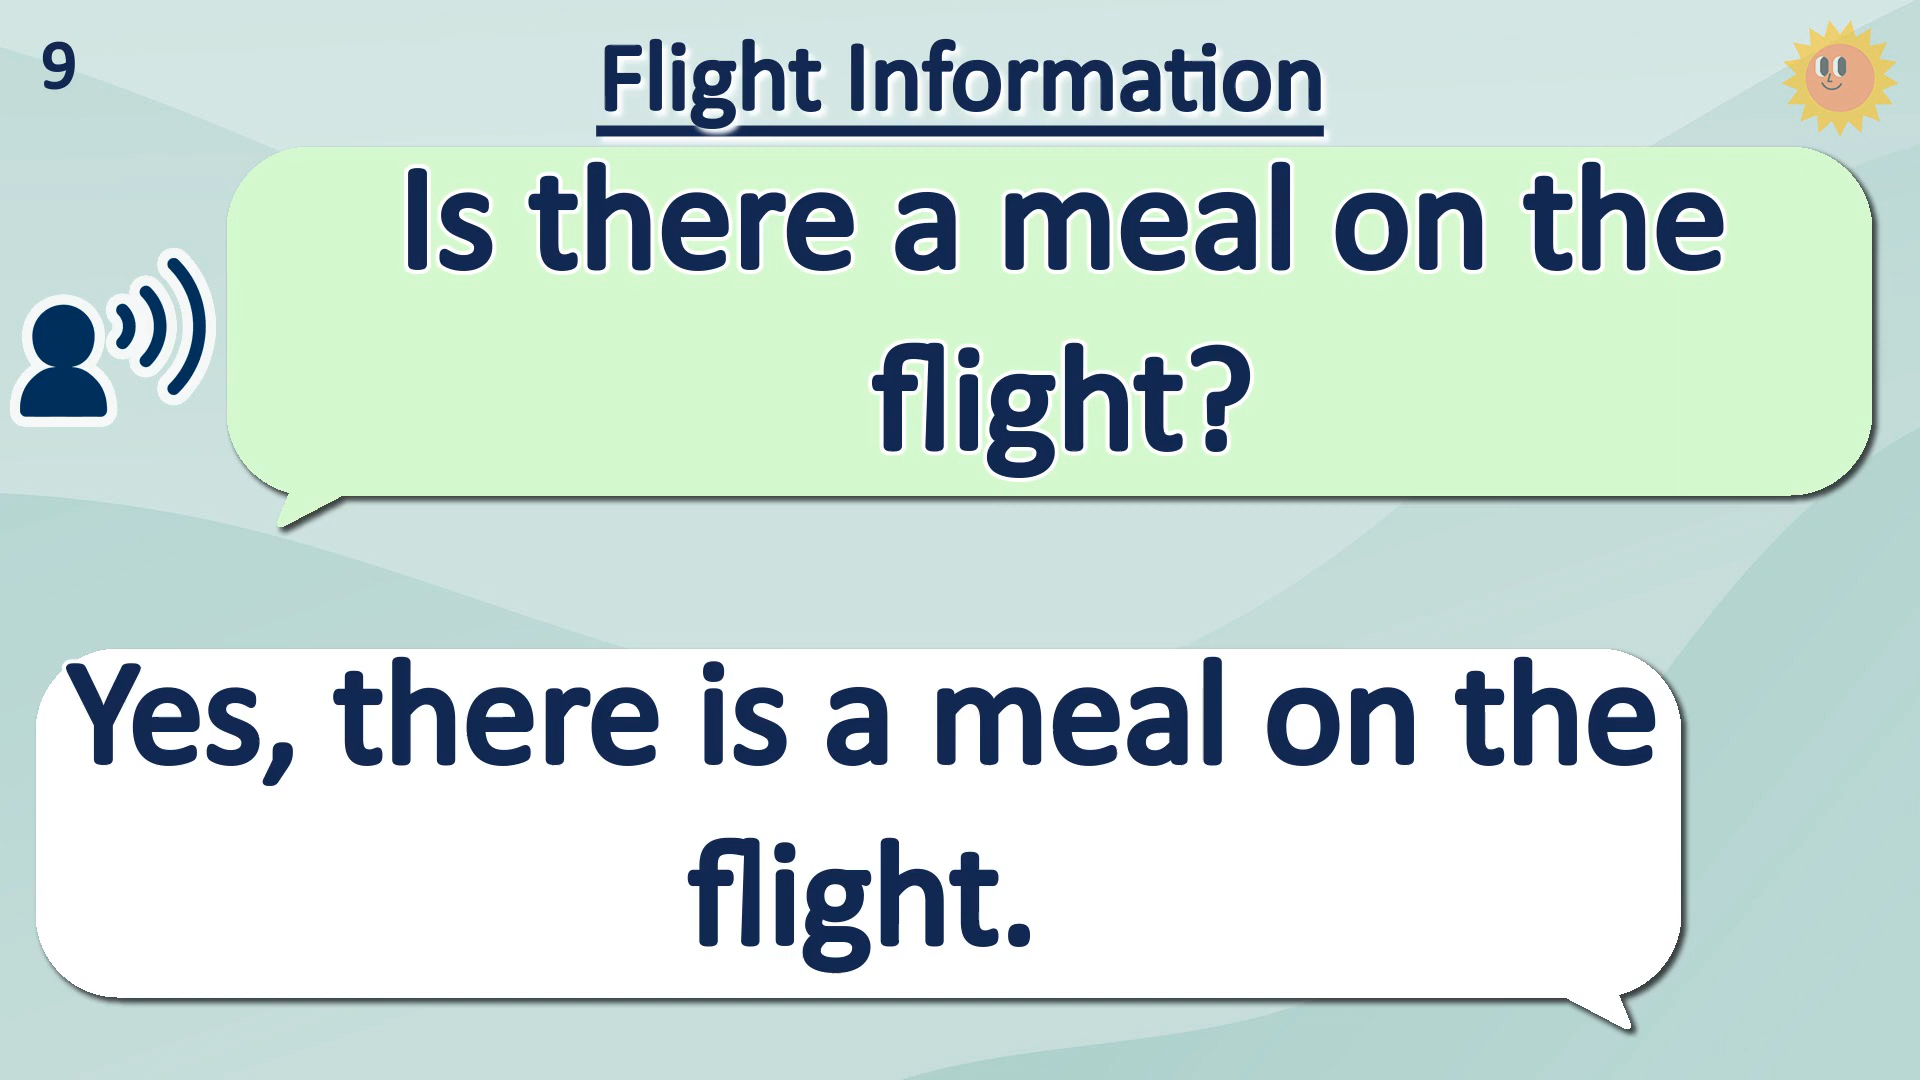 9
Flight Information
Is there a meal on the
flight?
Yes, there is a meal on the
flight.